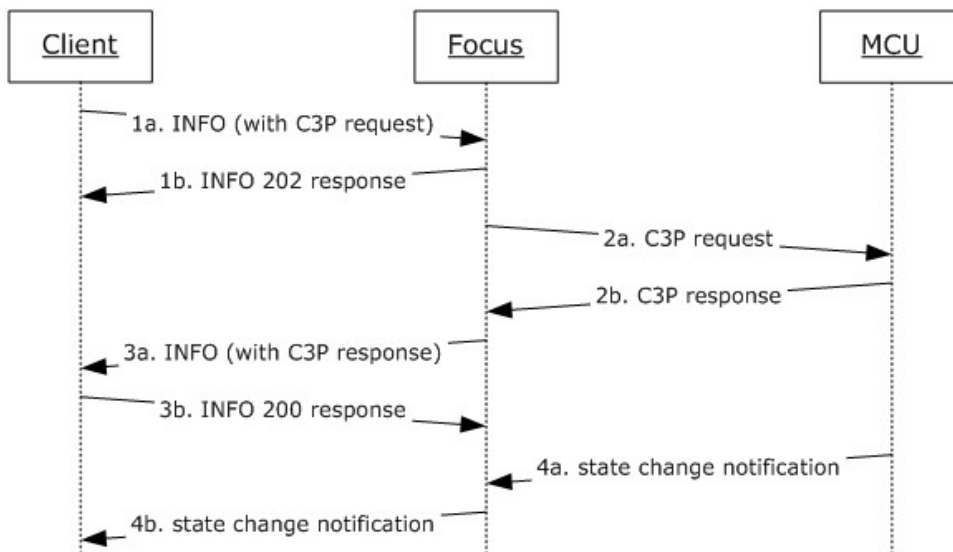 Client
Focus
MCU
1a. INFO (with C3P request)
1b. INFO 202 response
2a. C3P request
2b. C3P response
3a. INFO (with C3P response)
3b. INFO 200 response
4a. state change notification
4b. state change notification